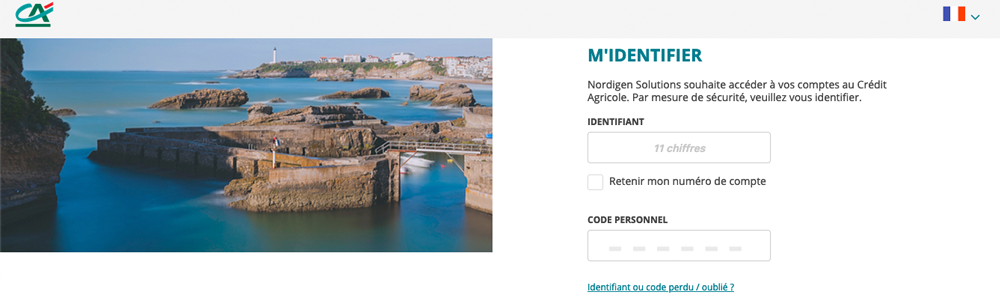 CA
M'IDENTIFIER
Nordigen Solutions souhaite accéder à vos comptes au Crédit
Agricole. Par mesure de sécurité, veuillez vous identifier.
IDENTIFIANT
11 chiffres
Retenir mon numéro de compte
CODE PERSONNEL
Identifiant ou code perdu / oublié ?